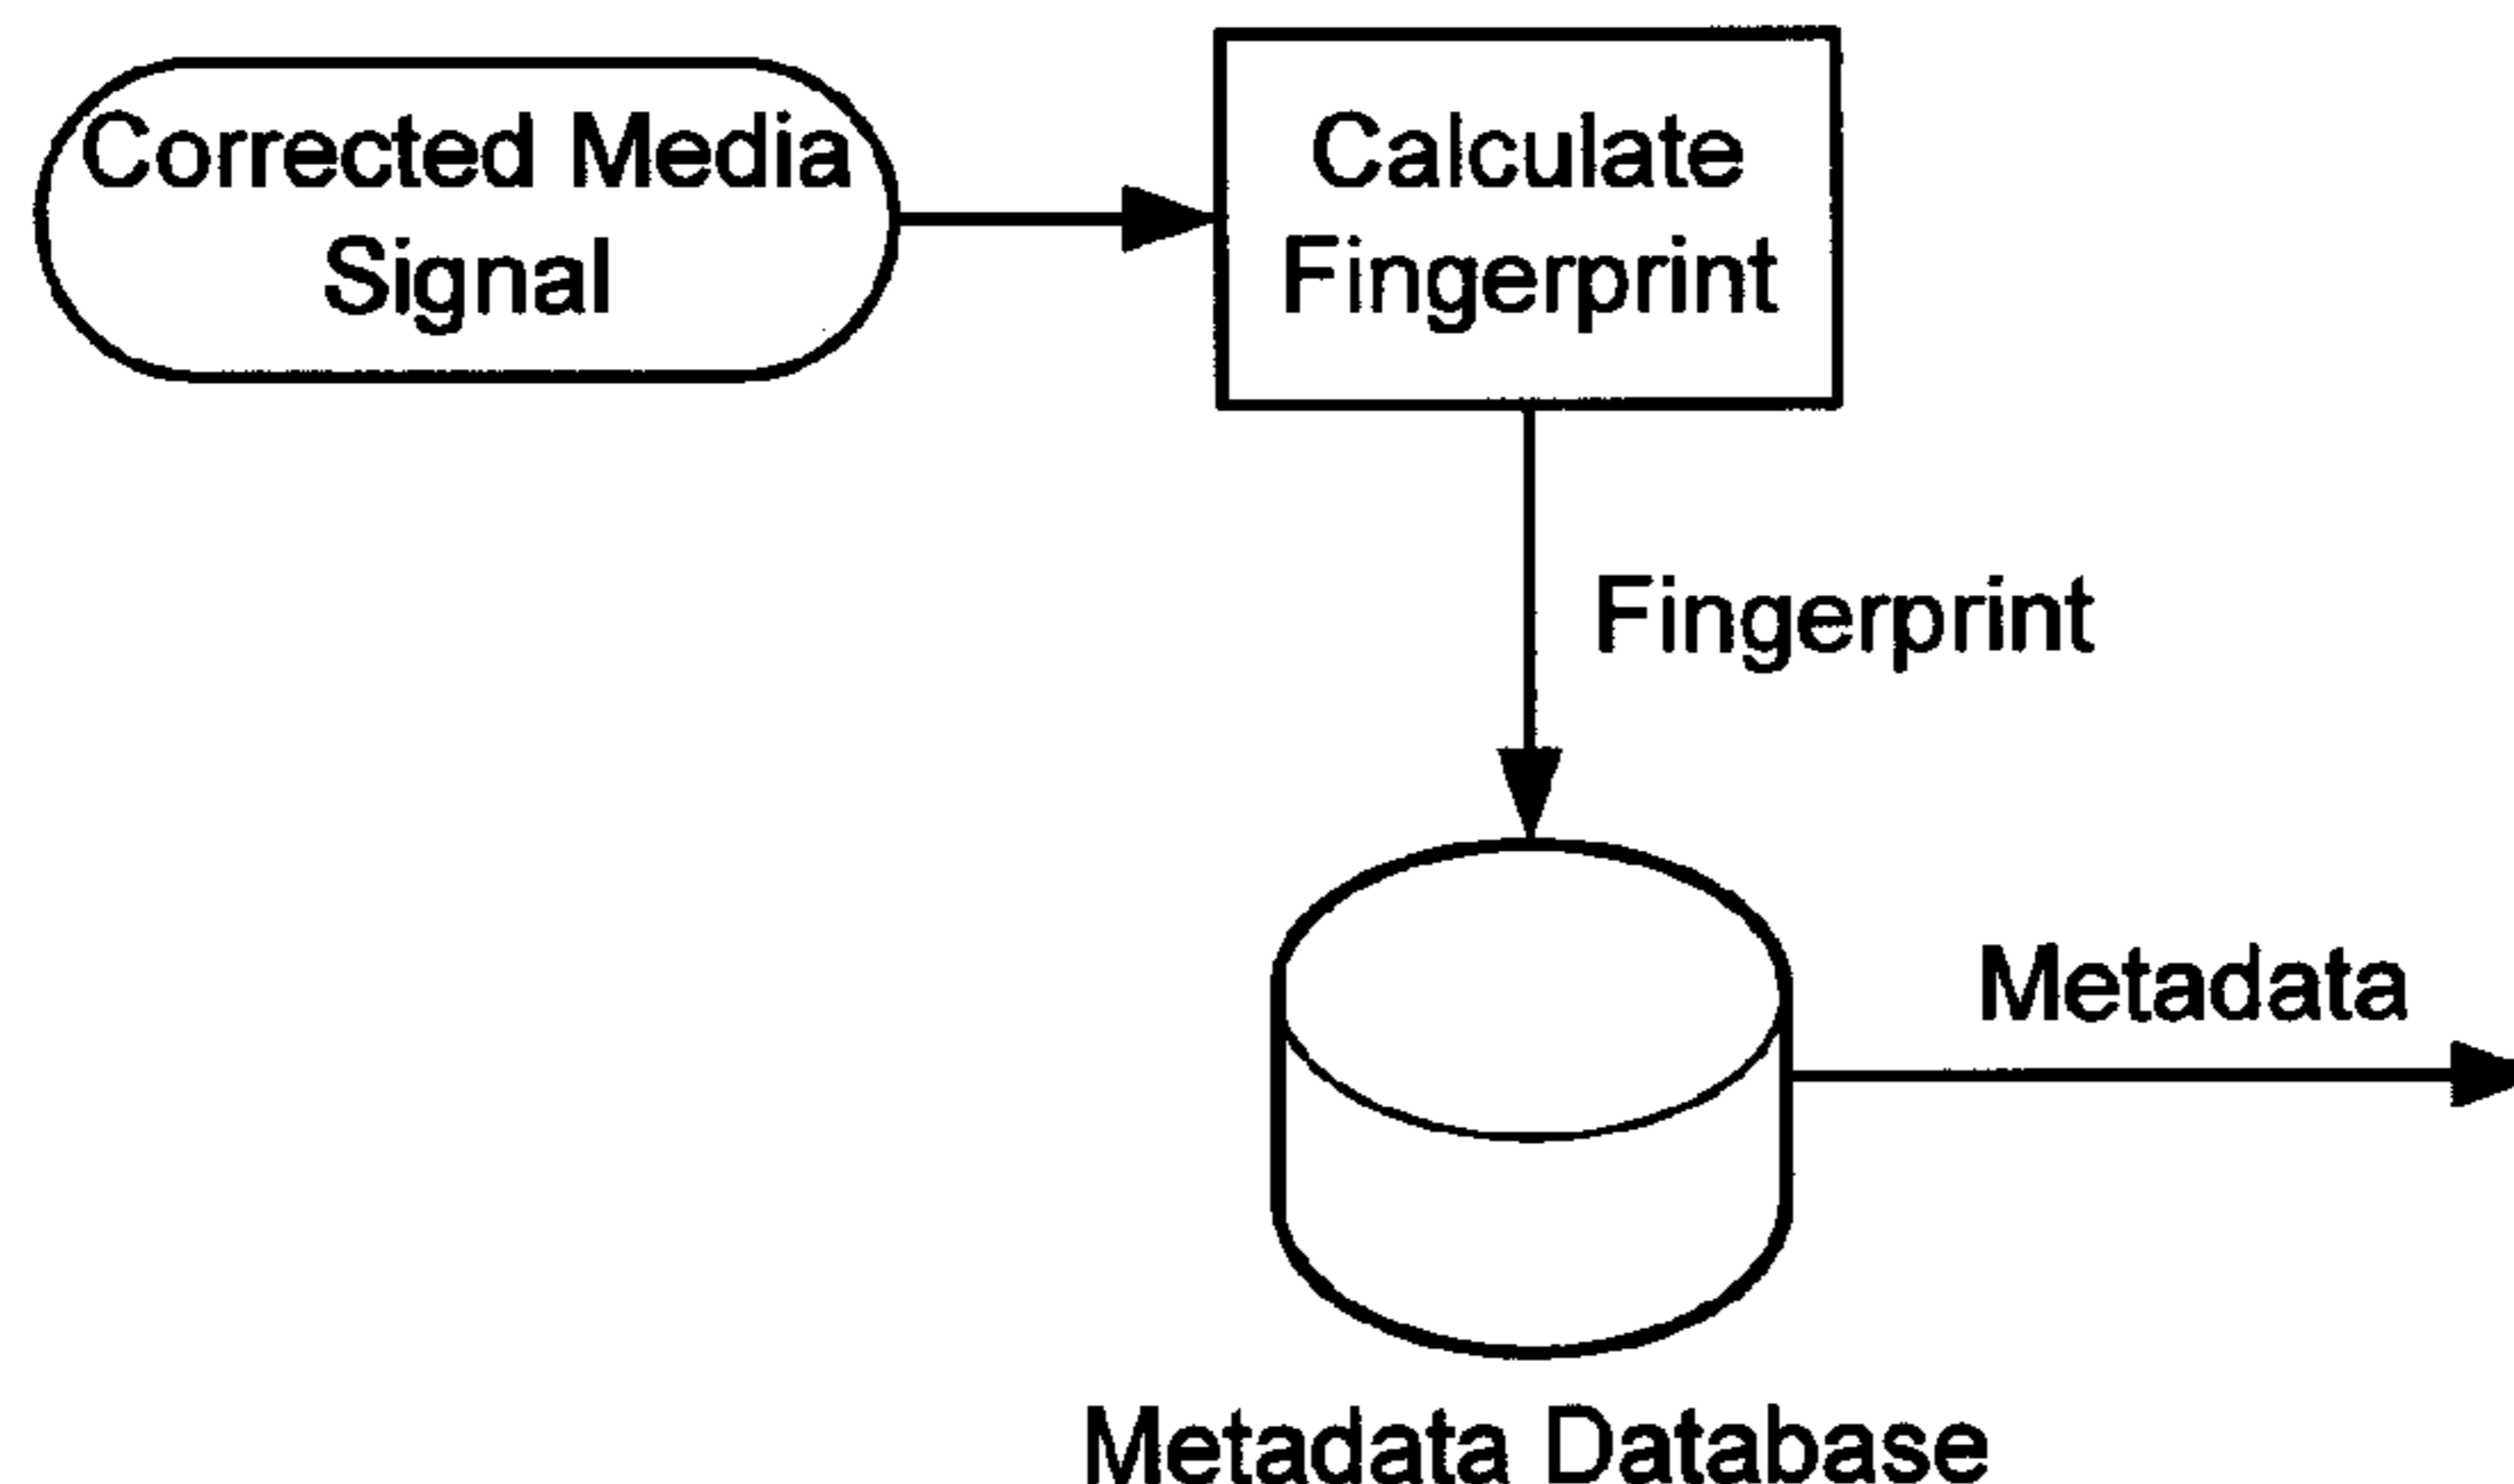 Corrected Media
Signal
Calculate
Fingerprint
Fingerprint
Metadata
Metadata Database